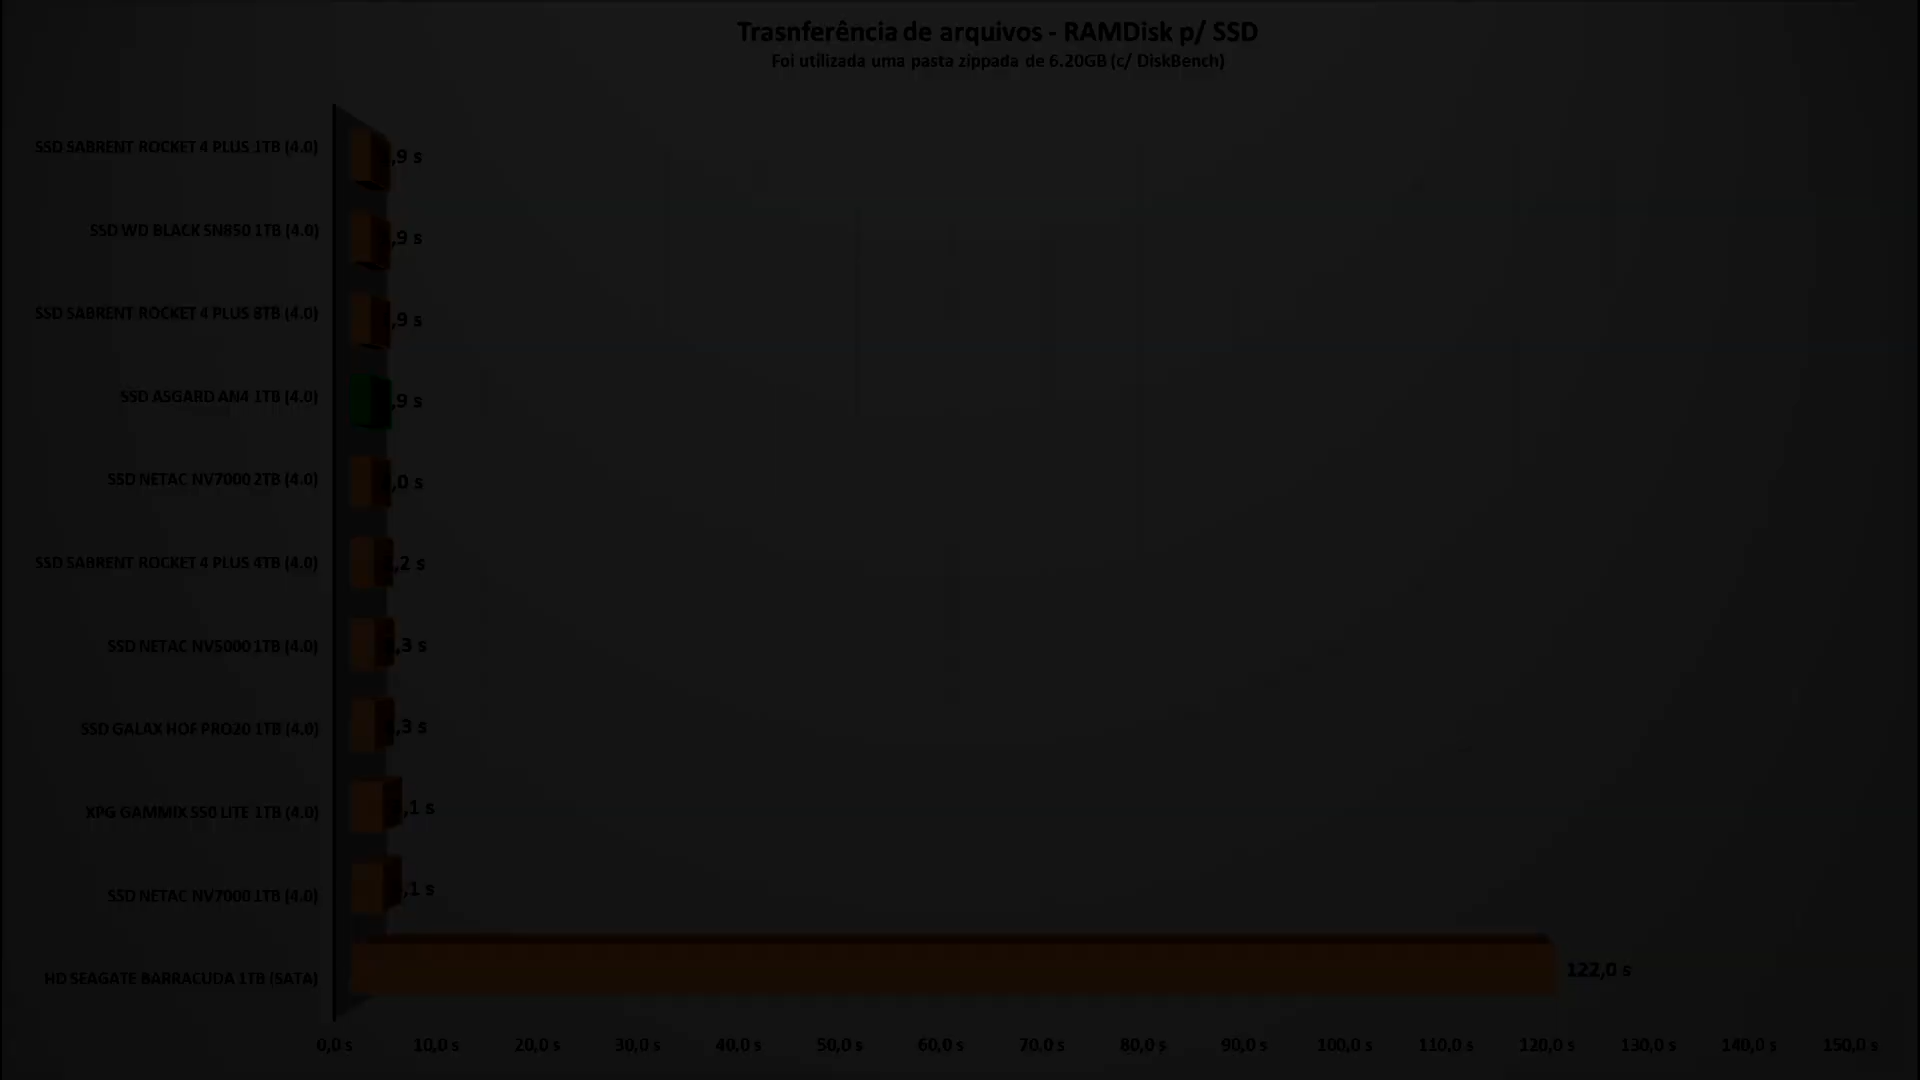 Trasnferência de arquivos - RAMDisk p/ SSD
Foi utilizada uma pasta zippada de 6.20GB (c/ DiskBench)
SSD SABRENT ROCKET 4 PLUS 1TB (4.0) ,9 s
SSD WD BLACK SN850 1TB (4.0) ,9 s
SSD SABRENT ROCKET 4 PLUS 8TB (4.0) ,9 s
SSD ASGARD AN4 1TB (4.0) ,9 s
SSD NETAC NV7000 2TB (4.0) ,0 s
SSD SABRENT ROCKET 4 PLUS 4TB (4.0) ,2 s
SSD NETAC NV5000 1TB (4.0) ,3 s
SSD GALAX HOF PRO20 1TB (4.0) ,3 s
XPG GAMMIX S50 LITE 1TB (4.0) ,1 s
SSD NETAC NV7000 1TB (4.0) ,1 s
HD SEAGATE BARRACUDA 1TB (SATA) 122,0 s
0,0 s 10,0 s 20,0 s 30,0 s 40,0 s 50,0 s 60,0 s 70,0 s 80,0 s 90,0 s 100,0 s 110,0 s 120,0 s 130,0 s 140,0 s 150,0 s